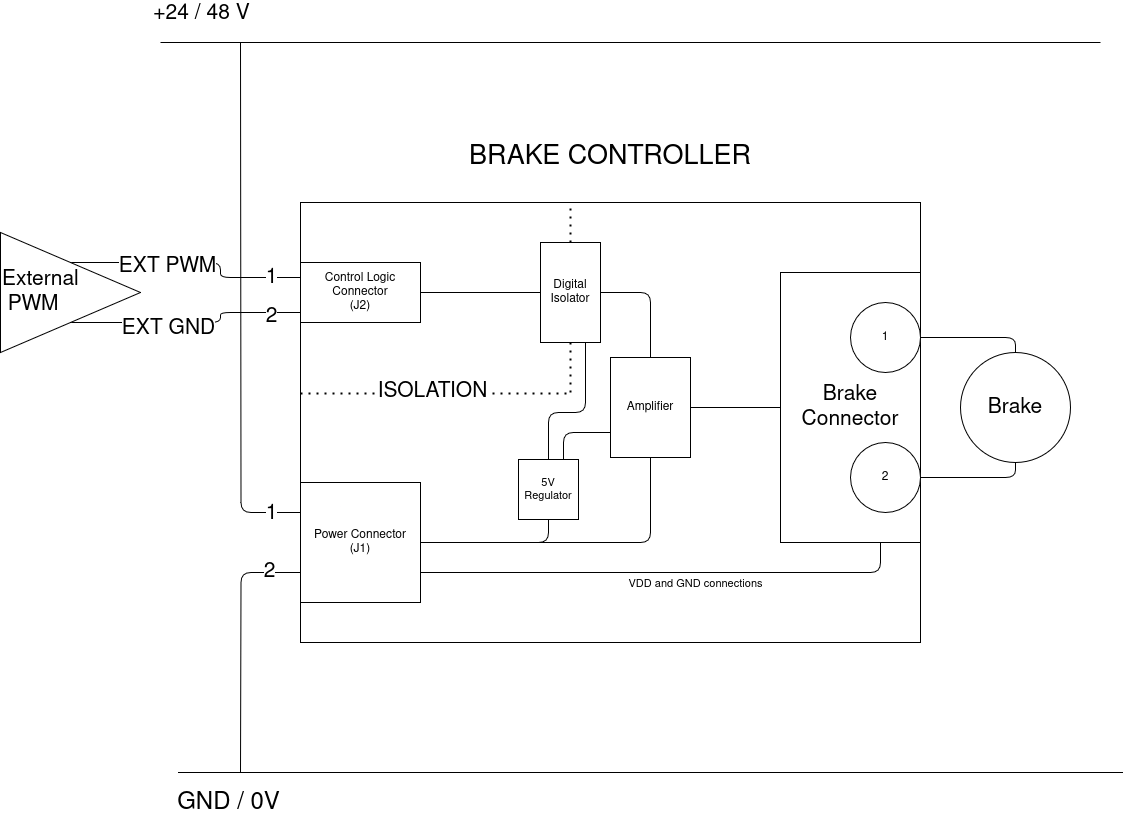 +24 / 48 V
BRAKE CONTROLLER
External
PWM
EXT PWM
EXT GND
1
2
Control Logic
Connector
(J2)
Digital
Isolator
ISOLATION
Amplifier
Brake
Connector
1
2
Brake
5V
Regulator
1
2
Power Connector
(J1)
VDD and GND connections
GND / 0V